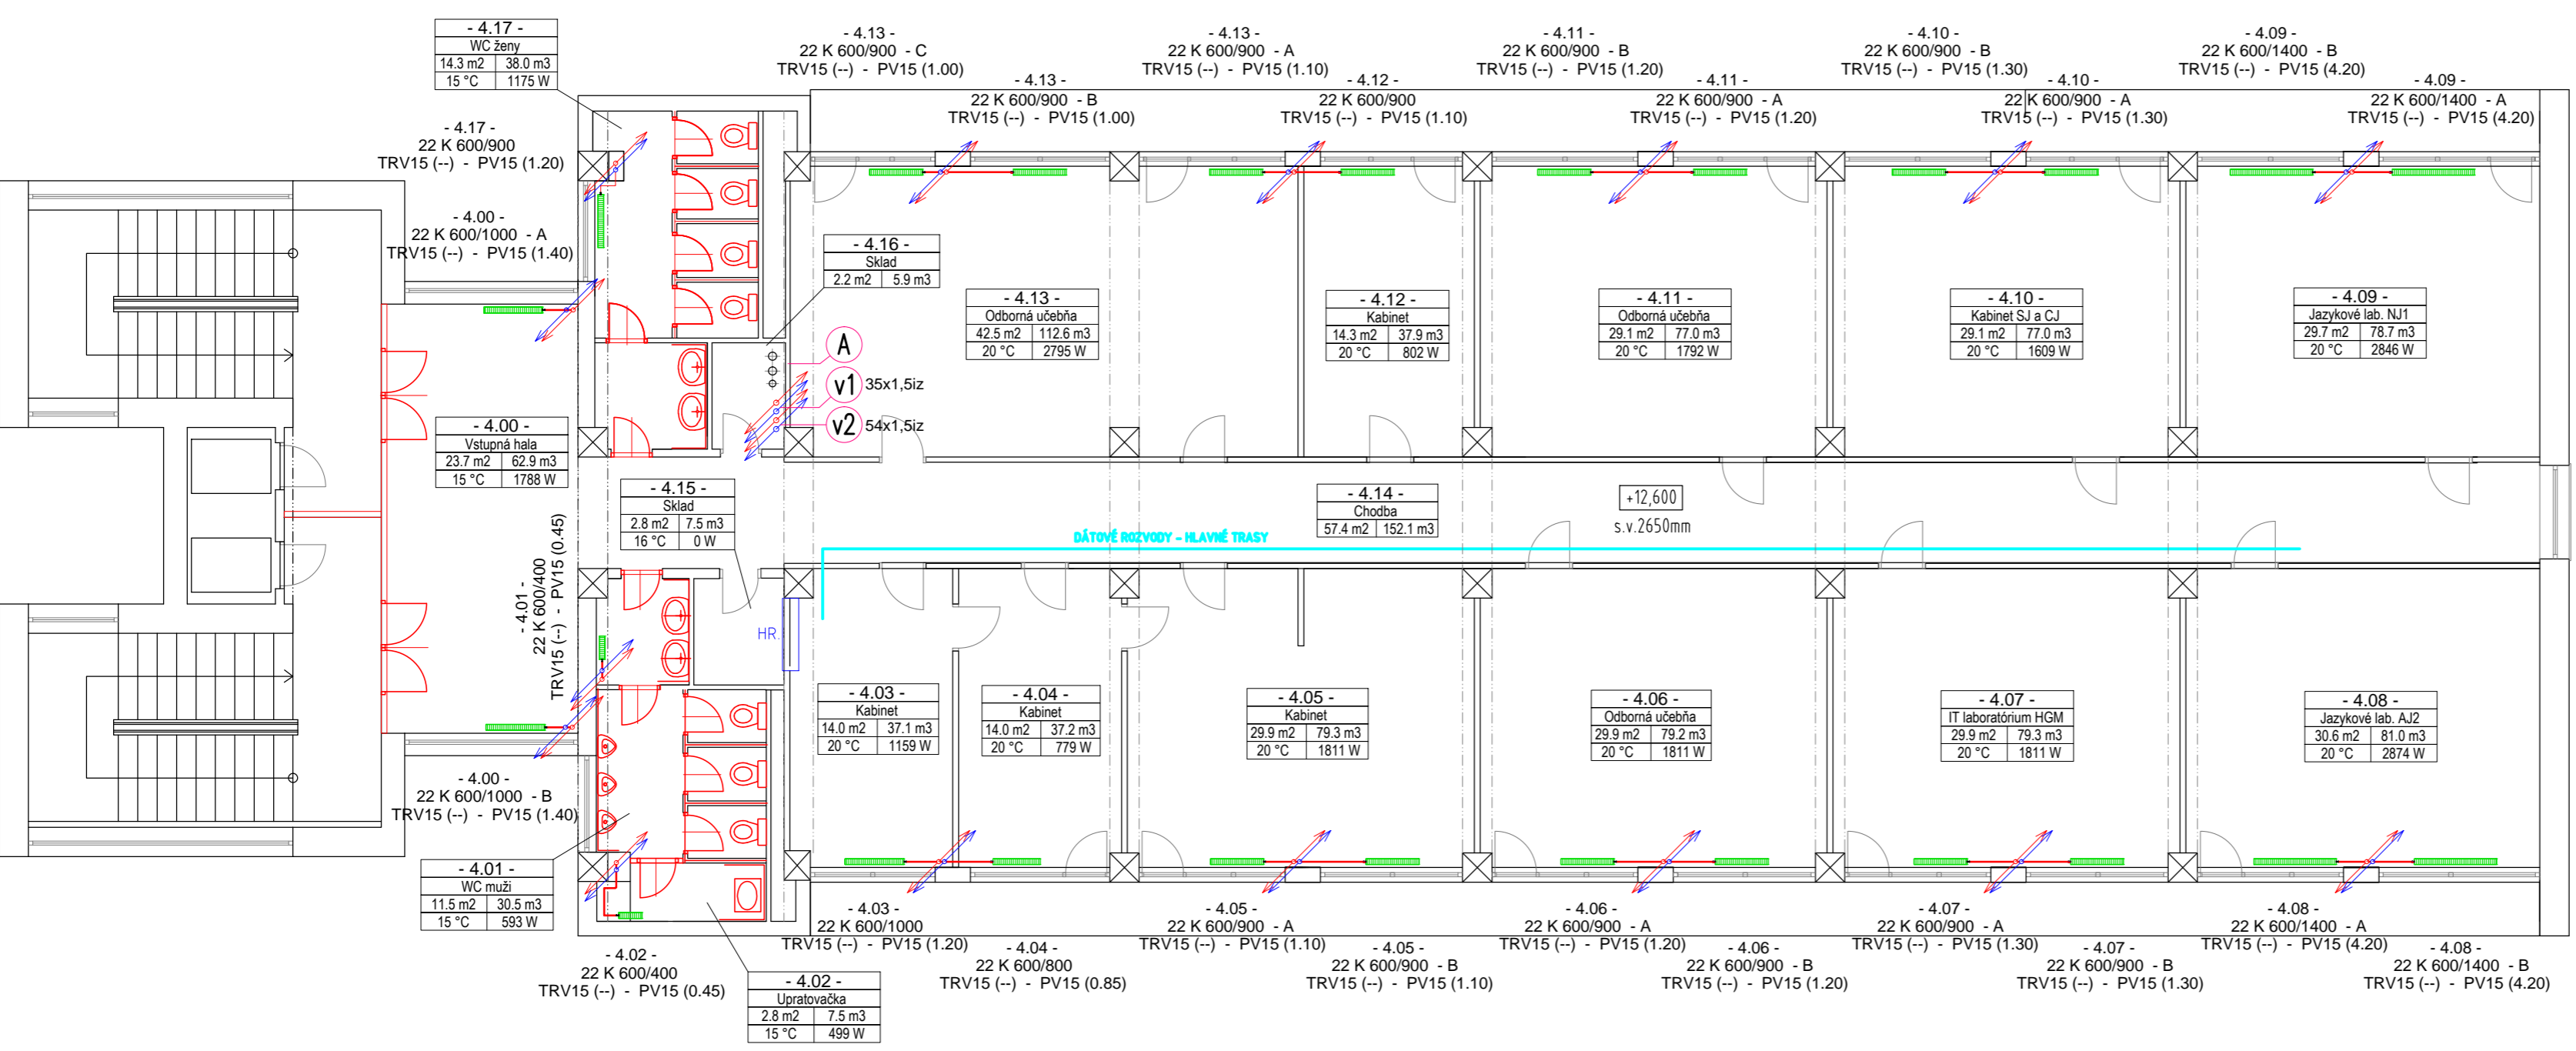 - 4.17 -
WC ženy
14.3 m2 38.0 m3
15 °C 1175 W
- 4.13 -
22 K 600/900 - C
TRV15 (--) - PV15 (1.00)
- 4.13 -
22 K 600/900 - B
TRV15 (--) - PV15 (1.00)
- 4.13 -
22 K 600/900 - A
TRV15 (--) - PV15 (1.10)
- 4.12 -
22 K 600/900
TRV15 (--) - PV15 (1.10)
- 4.11 -
22 K 600/900 - B
TRV15 (--) - PV15 (1.20)
- 4.11 -
22 K 600/900 - A
TRV15 (--) - PV15 (1.20)
- 4.10 -
22 K 600/900 - B
TRV15 (--) - PV15 (1.30)
- 4.10 -
22 K 600/900 - A
TRV15 (--) - PV15 (1.30)
- 4.09 -
22 K 600/1400 - B
TRV15 (--) - PV15 (4.20)
- 4.09 -
22 K 600/1400 - A
TRV15 (--) - PV15 (4.20)
- 4.17 -
22 K 600/900
TRV15 (--) - PV15 (1.20)
- 4.00 -
22 K 600/1000 - A
TRV15 (--) - PV15 (1.40)
- 4.16 -
Sklad
2.2 m2 5.9 m3
- 4.13 -
Odborná učebňa
42.5 m2 112.6 m3
20 °C 2795 W
- 4.12 -
Kabinet
14.3 m2 37.9 m3
20 °C 802 W
- 4.11 -
Odborná učebňa
29.1 m2 77.0 m3
20 °C 1792 W
- 4.10 -
Kabinet SJ a CJ
29.1 m2 77.0 m3
20 °C 1609 W
- 4.09 -
Jazykové lab. NJ1
29.7 m2 78.7 m3
20 °C 2846 W
A
v1 35x1,5iz
v2 54x1,5iz
- 4.00 -
Vstupná hala
23.7 m2 62.9 m3
15 °C 1788 W
- 4.15 -
Sklad
2.8 m2 7.5 m3
16 °C 0 W
- 4.14 -
Chodba
57.4 m2 152.1 m3
+12,600
s.v.2650mm
DÁTOVÉ ROZVODY - HLAVNÉ TRASY
- 4.01 -
22 K 600/400
TRV15 (--) - PV15 (0.45)
HR.
- 4.03 -
Kabinet
14.0 m2 37.1 m3
20 °C 1159 W
- 4.04 -
Kabinet
14.0 m2 37.2 m3
20 °C 779 W
- 4.05 -
Kabinet
29.9 m2 79.3 m3
20 °C 1811 W
- 4.06 -
Odborná učebňa
29.9 m2 79.2 m3
20 °C 1811 W
- 4.07 -
IT laboratórium HGM
29.9 m2 79.3 m3
20 °C 1811 W
- 4.08 -
Jazykové lab. AJ2
30.6 m2 81.0 m3
20 °C 2874 W
- 4.00 -
22 K 600/1000 - B
TRV15 (--) - PV15 (1.40)
- 4.01 -
WC muži
11.5 m2 30.5 m3
15 °C 593 W
- 4.02 -
22 K 600/400
TRV15 (--) - PV15 (0.45)
- 4.02 -
Upratovačka
2.8 m2 7.5 m3
15 °C 499 W
- 4.03 -
22 K 600/1000
TRV15 (--) - PV15 (1.20)
- 4.04 -
22 K 600/800
TRV15 (--) - PV15 (0.85)
- 4.05 -
22 K 600/900 - A
TRV15 (--) - PV15 (1.10)
- 4.05 -
22 K 600/900 - B
TRV15 (--) - PV15 (1.10)
- 4.06 -
22 K 600/900 - A
TRV15 (--) - PV15 (1.20)
- 4.06 -
22 K 600/900 - B
TRV15 (--) - PV15 (1.20)
- 4.07 -
22 K 600/900 - A
TRV15 (--) - PV15 (1.30)
- 4.07 -
22 K 600/900 - B
TRV15 (--) - PV15 (1.30)
- 4.08 -
22 K 600/1400 - A
TRV15 (--) - PV15 (4.20)
- 4.08 -
22 K 600/1400 - B
TRV15 (--) - PV15 (4.20)